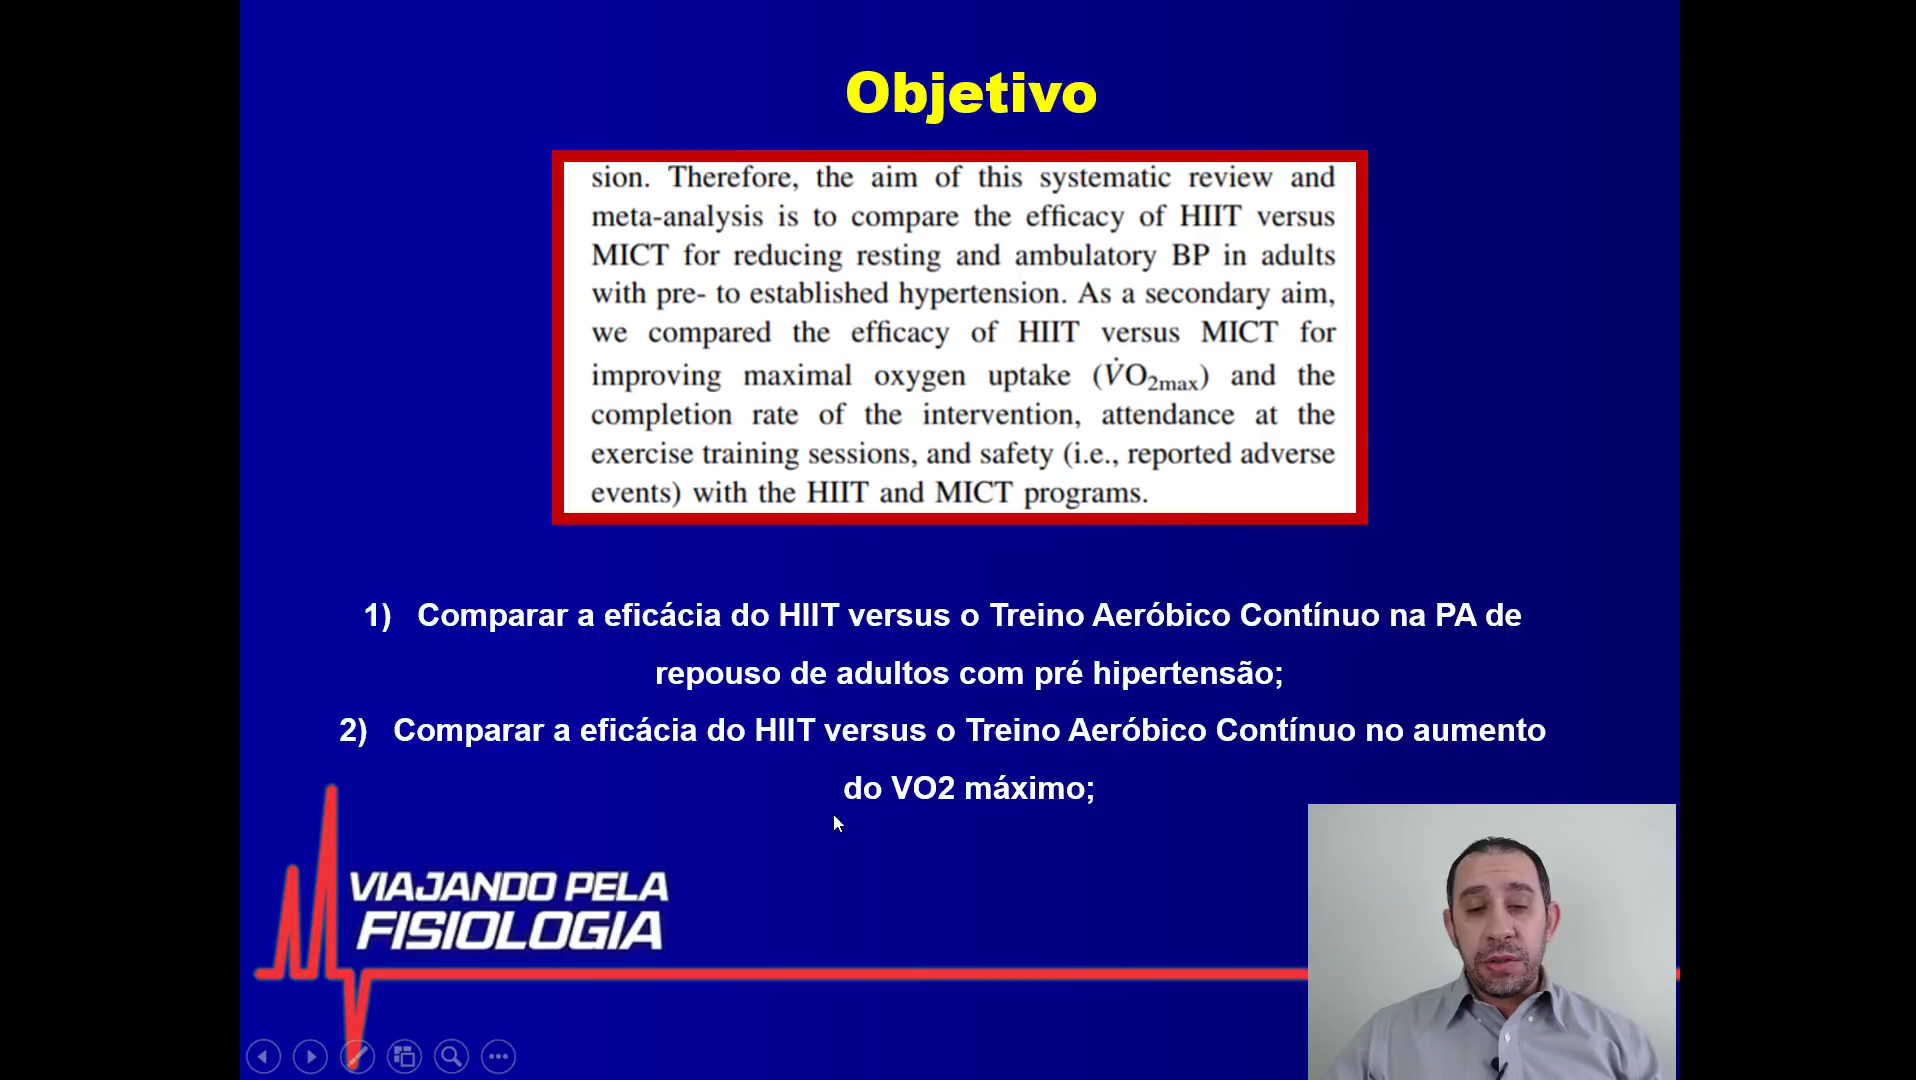 Objetivo
sion. Therefore, the aim of this systematic review and
meta-analysis is to compare the efficacy of HIIT versus
MICT for reducing resting and ambulatory BP in adults
with pre- to established hypertension. As a secondary aim,
we compared the efficacy of HIIT versus MICT for
improving maximal oxygen uptake (V̇O₂max) and the
completion rate of the intervention, attendance at the
exercise training sessions, and safety (i.e., reported adverse
events) with the HIIT and MICT programs.
1) Comparar a eficácia do HIIT versus o Treino Aeróbico Contínuo na PA de
repouso de adultos com pré hipertensão;
2) Comparar a eficácia do HIIT versus o Treino Aeróbico Contínuo no aumento
do VO2 máximo;
VIAJANDO PELA
FISIOLOGIA